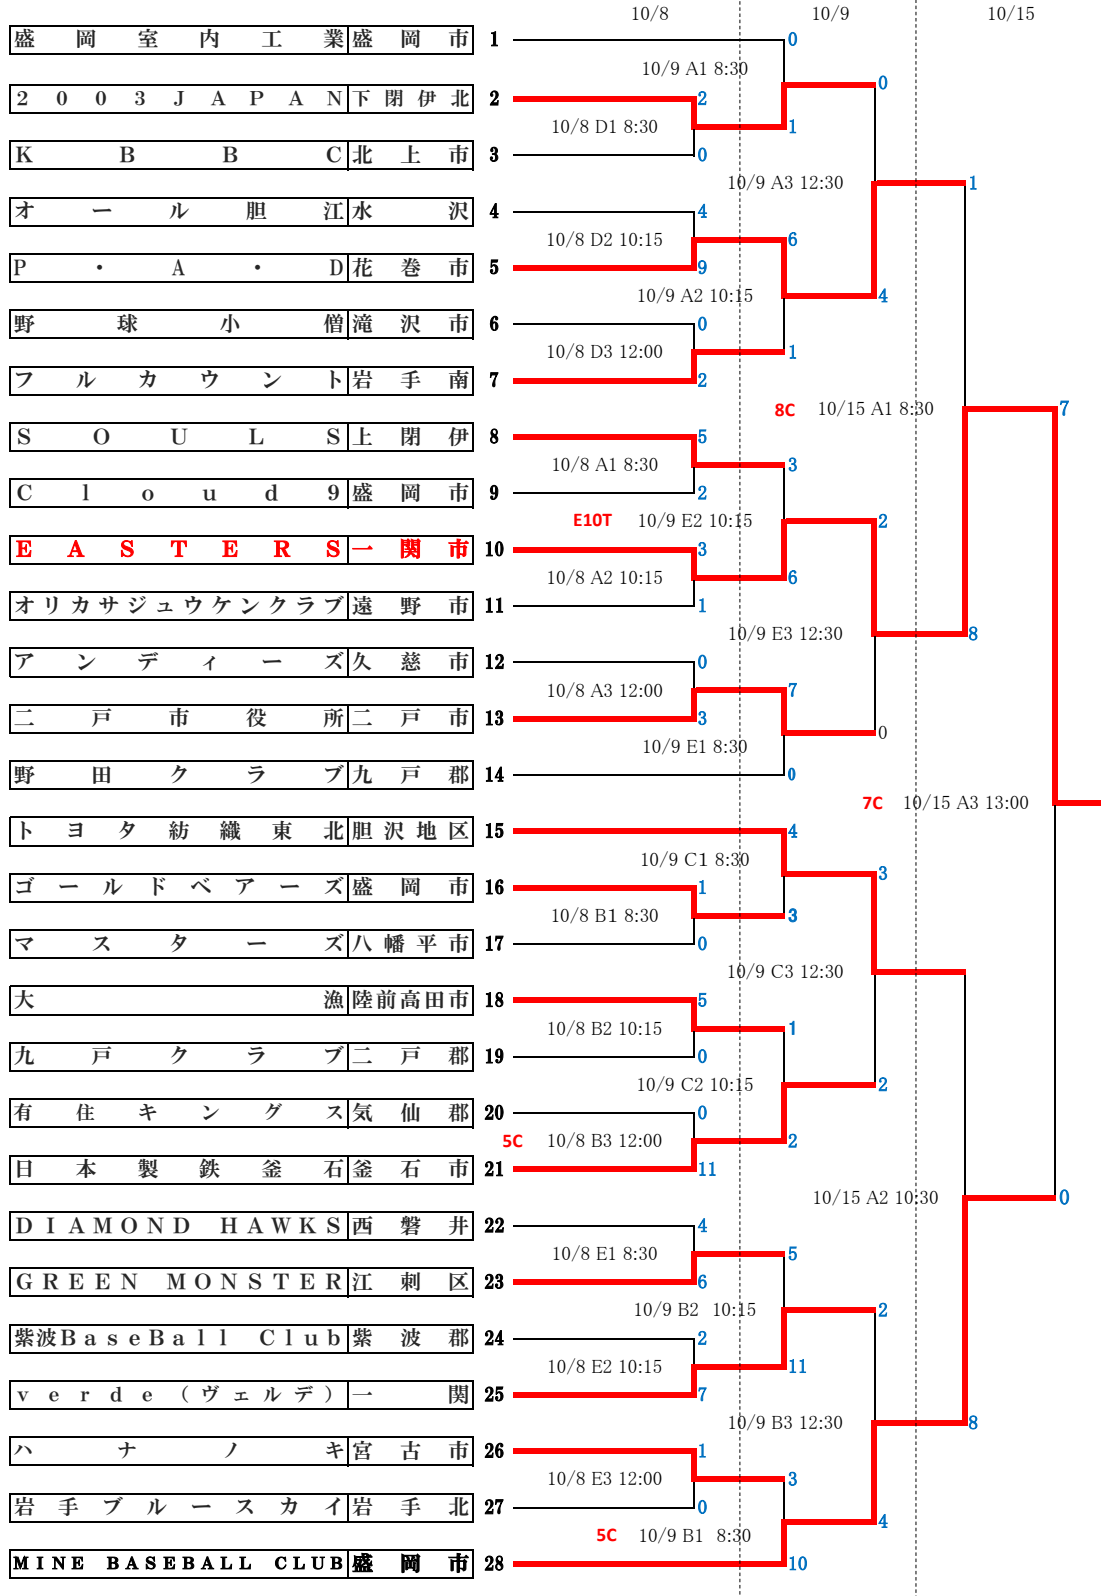 10/8 10/9 10/15
盛岡室内工業 盛岡市 1 0
10/9 A1 8:30
0
2003JAPAN 下閉伊北 2 2
10/8 D1 8:30 1
KBBC 北上市 3 0
10/9 A3 12:30 1
オール胆江 水沢 4 4
10/8 D2 10:15 6
P・A・D 花巻市 5 9
10/9 A2 10:15 4
野球小僧 滝沢市 6 0
10/8 D3 12:00 1
フルカウント 岩手南 7 2
8C 10/15 A1 8:30 7
SOULS 上閉伊 8 5
10/8 A1 8:30 3
Cloud9 盛岡市 9 2
E10T 10/9 E2 10:15 2
EASTERS 一関市 10 3
10/8 A2 10:15 6
オリカサジュウケンクラブ 遠野市 11 1
10/9 E3 12:30 8
アンディーズ 久慈市 12 0
10/8 A3 12:00 7
二戸市役所 二戸市 13 3
0
10/9 E1 8:30
野田クラブ 九戸郡 14 0
7C 10/15 A3 13:00
トヨタ紡織東北 胆沢地区 15 4
10/9 C1 8:30
3
ゴールドベアーズ 盛岡市 16 1
10/8 B1 8:30 3
マスターズ 八幡平市 17 0
10/9 C3 12:30
大漁 陸前高田市 18 5
10/8 B2 10:15 1
九戸クラブ 二戸郡 19 0
10/9 C2 10:15 2
有住キングス 気仙郡 20 0
5C 10/8 B3 12:00 2
日本製鉄釜石 釜石市 21 11
10/15 A2 10:30 0
DIAMOND HAWKS 西磐井 22 4
10/8 E1 8:30 5
GREEN MONSTER 江刺区 23 6
10/9 B2 10:15 2
紫波BaseBall Club 紫波郡 24 2
10/8 E2 10:15 11
verde(ヴェルデ) 一関 25 7
10/9 B3 12:30 8
ハナノキ 宮古市 26 1
10/8 E3 12:00 3
岩手ブルースカイ 岩手北 27 0
5C 10/9 B1 8:30 4
MINE BASEBALL CLUB 盛岡市 28 10